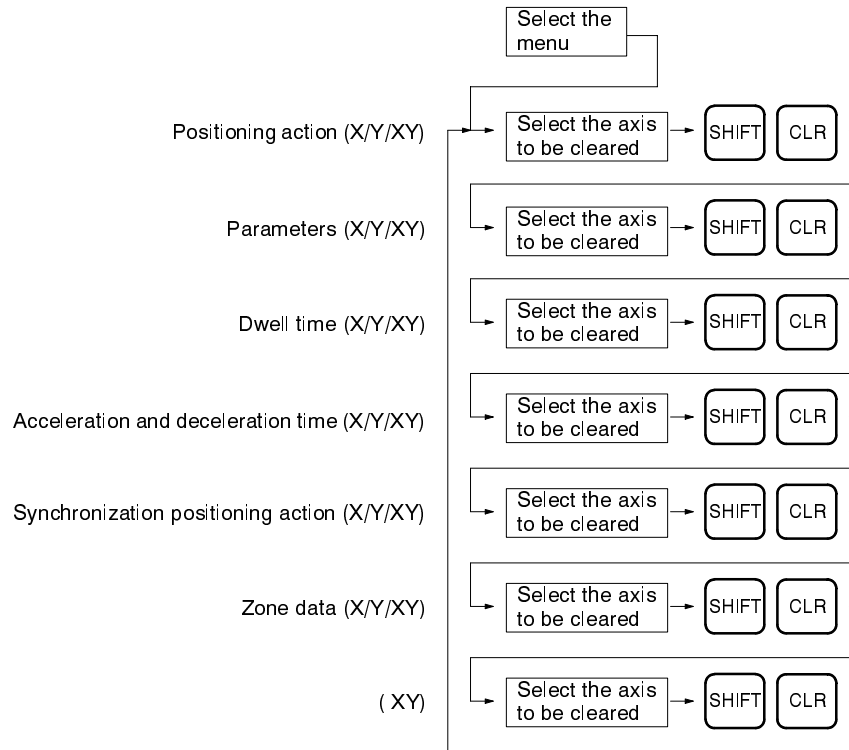 Select the
menu
Positioning action (X/Y/XY)
Select the axis
to be cleared
SHIFT
CLR
Parameters (X/Y/XY)
Select the axis
to be cleared
SHIFT
CLR
Dwell time (X/Y/XY)
Select the axis
to be cleared
SHIFT
CLR
Acceleration and deceleration time (X/Y/XY)
Select the axis
to be cleared
SHIFT
CLR
Synchronization positioning action (X/Y/XY)
Select the axis
to be cleared
SHIFT
CLR
Zone data (X/Y/XY)
Select the axis
to be cleared
SHIFT
CLR
( XY)
Select the axis
to be cleared
SHIFT
CLR